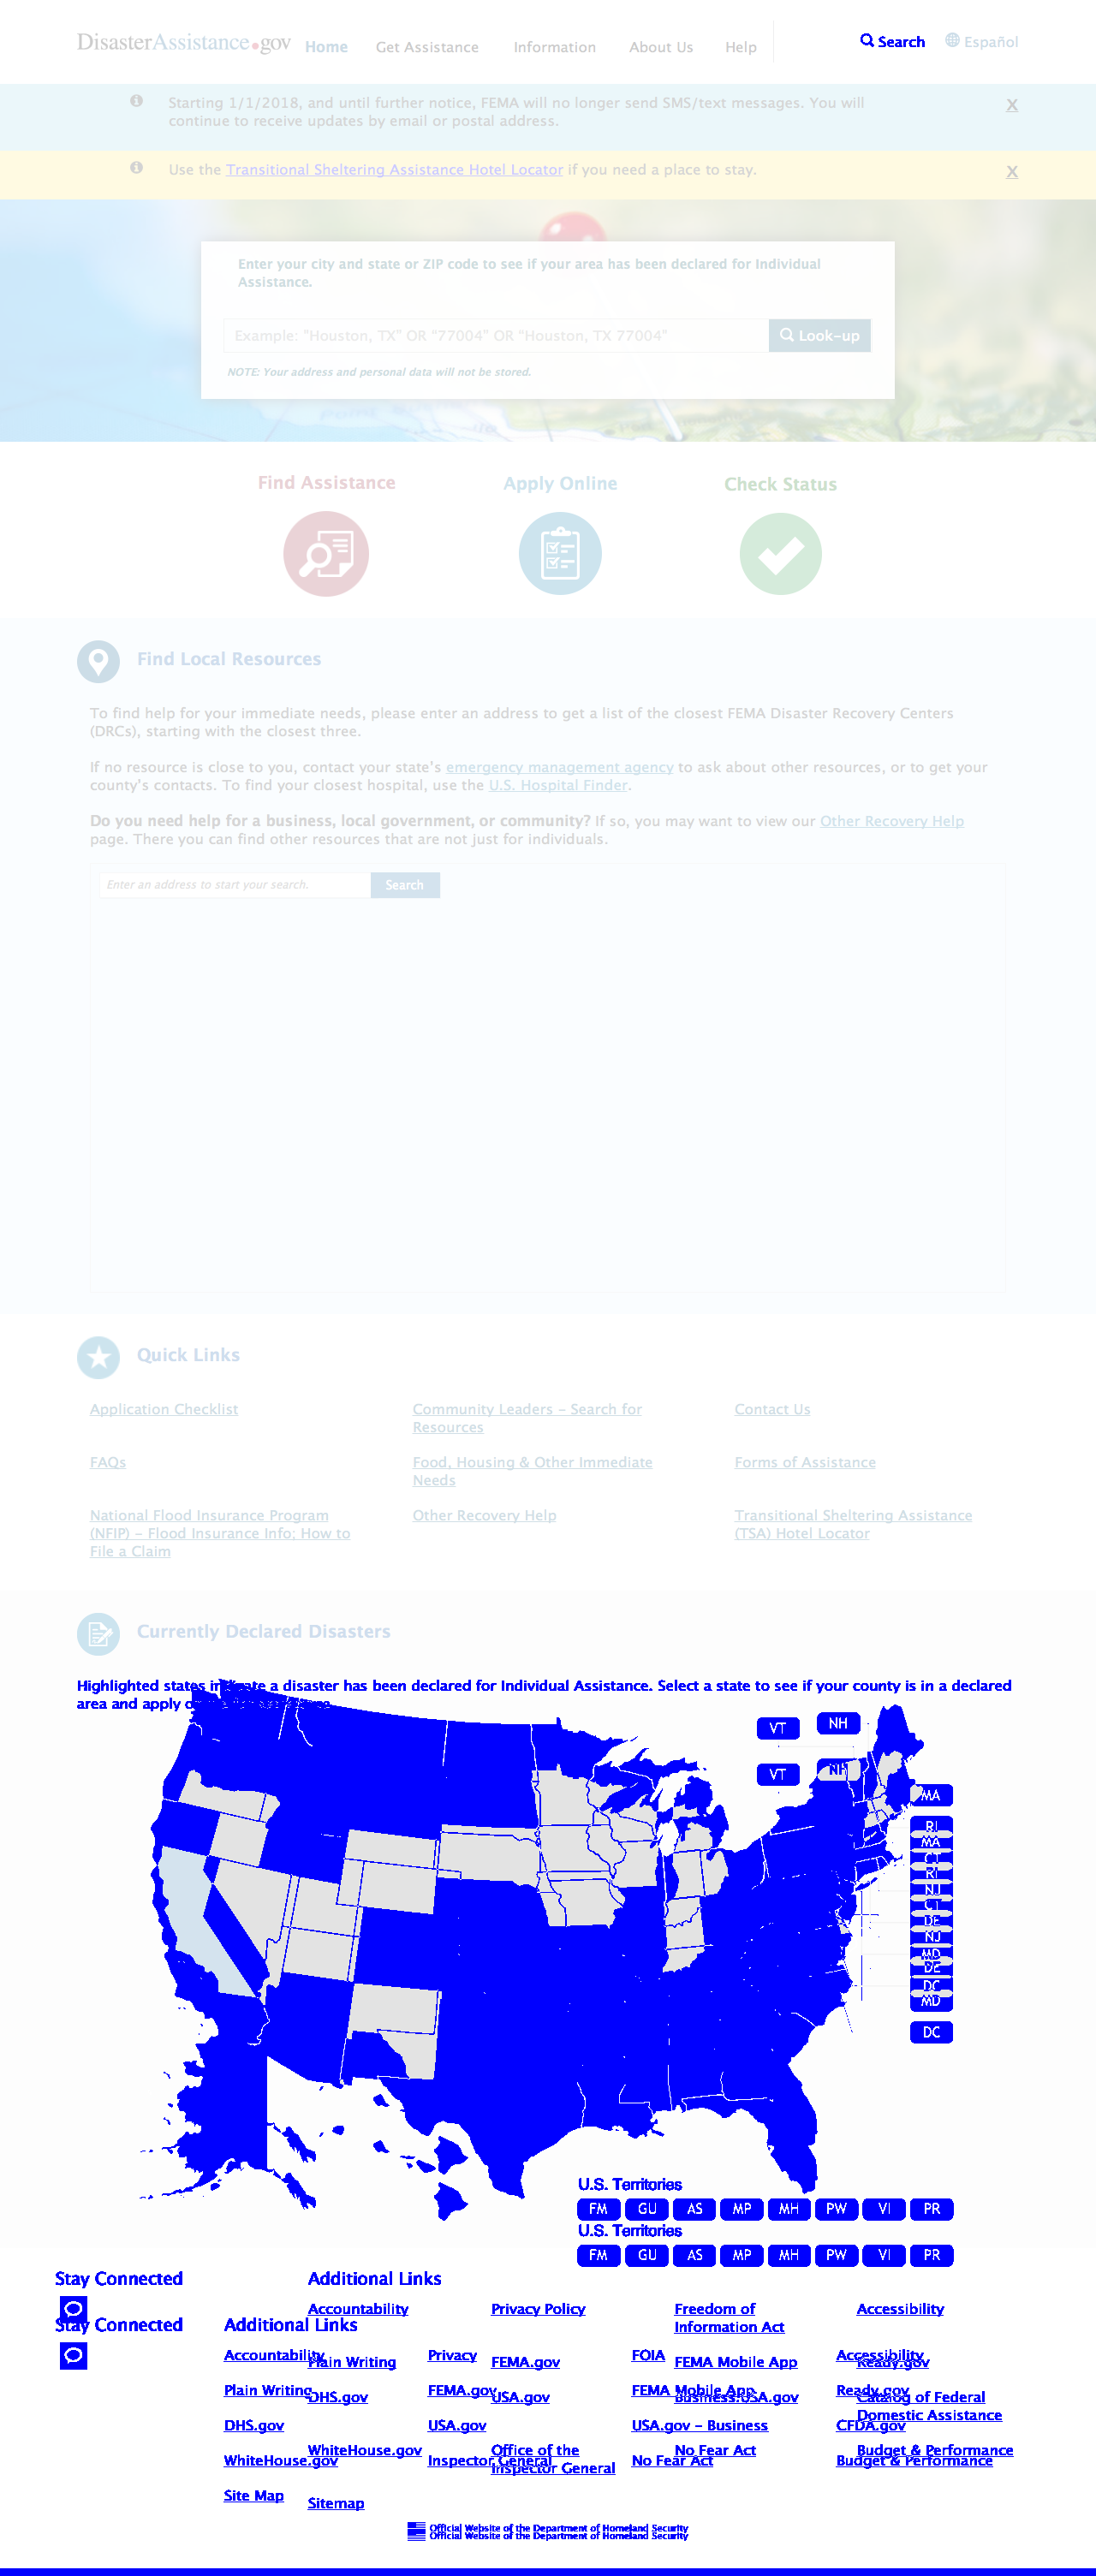 DisasterAssistance.gov Home Get Assistance Information About Us Help Search Español
Starting 1/1/2018, and until further notice, FEMA will no longer send SMS/text messages. You will
continue to receive updates by email or postal address.
X
Use the Transitional Sheltering Assistance Hotel Locator if you need a place to stay.
X
Enter your city and state or ZIP code to see if your area has been declared for Individual
Assistance.
Example: "Houston, TX" OR "77004" OR "Houston, TX 77004"
Look-up
NOTE: Your address and personal data will not be stored.
Find Assistance
Apply Online
Check Status
Find Local Resources
To find help for your immediate needs, please enter an address to get a list of the closest FEMA Disaster Recovery Centers
(DRCs), starting with the closest three.
If no resource is close to you, contact your state's emergency management agency to ask about other resources, or to get your
county's contacts. To find your closest hospital, use the U.S. Hospital Finder.
Do you need help for a business, local government, or community? If so, you may want to view our Other Recovery Help
page. There you can find other resources that are not just for individuals.
Enter an address to start your search.
Search
Quick Links
Application Checklist
Community Leaders - Search for
Resources
Contact Us
FAQs
Food, Housing & Other Immediate
Needs
Forms of Assistance
National Flood Insurance Program
(NFIP) - Flood Insurance Info; How to
File a Claim
Other Recovery Help
Transitional Sheltering Assistance
(TSA) Hotel Locator
Currently Declared Disasters
Highlighted states a disaster has been declared for Individual Assistance. Select a state to see if your county is in a declared
area and apply
VT
NH
VT
NH
MA
RI
MA
CT
RI
NJ
CT
DE
NJ
MD
DE
DC
MD
DC
U.S. Territories
FM GU AS MP MH PW VI PR
U.S. Territories
FM GU AS MP MH PW VI PR
Stay Connected
Additional Links
Accountability
Privacy Policy
Freedom of
Information Act
Accessibility
Stay Connected
Additional Links
Accountability
Privacy
FOIA
Accessibility
Plain Writing
FEMA.gov
FEMA Mobile App
Ready.gov
Plain Writing
FEMA.gov
FEMA Mobile App
Ready.gov
DHS.gov
USA.gov
Business.USA.gov
Catalog of Federal
Domestic Assistance
DHS.gov
USA.gov
USA.gov - Business
CFDA.gov
WhiteHouse.gov
Office of the
Inspector General
No Fear Act
Budget & Performance
WhiteHouse.gov
Inspector General
No Fear Act
Budget & Performance
Site Map
Sitemap
Official Website of the Department of Homeland Security
Official Website of the Department of Homeland Security